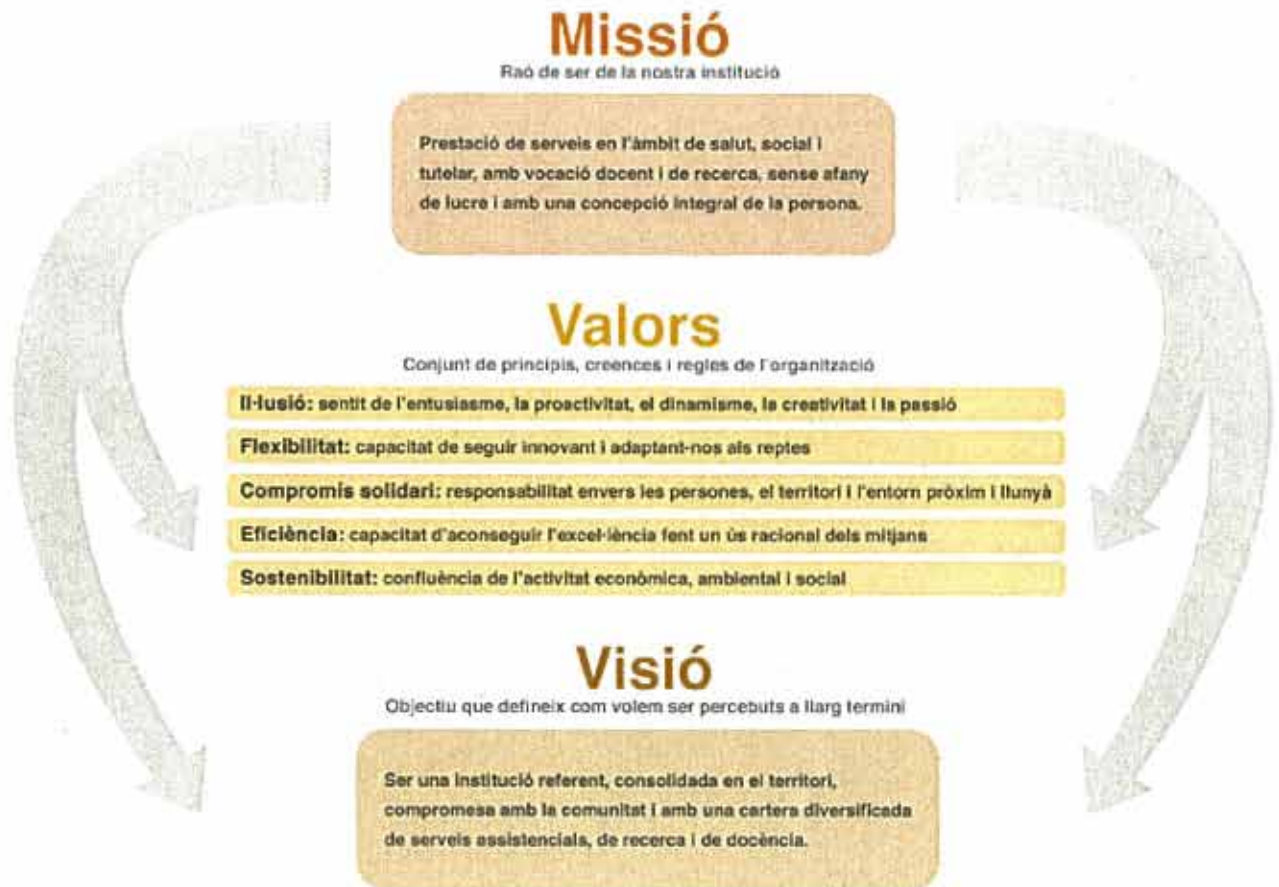 Missió
Raó de ser de la nostra institució
Prestació de serveis en l'àmbit de salut, social i
tutelar, amb vocació docent i de recerca, sense afany
de lucre i amb una concepció integral de la persona.
Valors
Conjunt de principis, creences i regles de l'organització
Il·lusió: sentit de l'entusiasme, la proactivitat, el dinamisme, la creativitat i la passió
Flexibilitat: capacitat de seguir innovant i adaptant-nos als reptes
Compromís solidari: responsabilitat envers les persones, el territori i l'entorn pròxim i llunyà
Eficiència: capacitat d'aconseguir l'excel·lència fent un ús racional dels mitjans
Sostenibilitat: confluència de l'activitat econòmica, ambiental i social
Visió
Objectiu que defineix com volem ser percebuts a llarg termini
Ser una institució referent, consolidada en el territori,
compromesa amb la comunitat i amb una cartera diversificada
de serveis assistencials, de recerca i de docència.